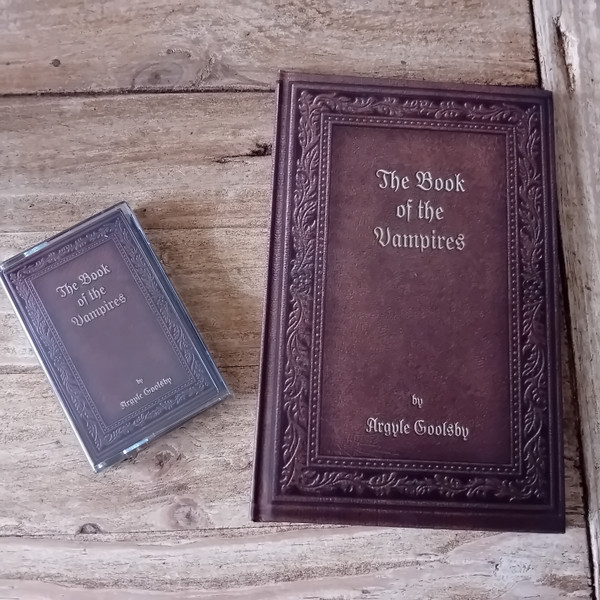 The Book
of the
Vampires
by
Argyle Goolsby
The Book
of the
Vampires
by
Argyle Goolsby